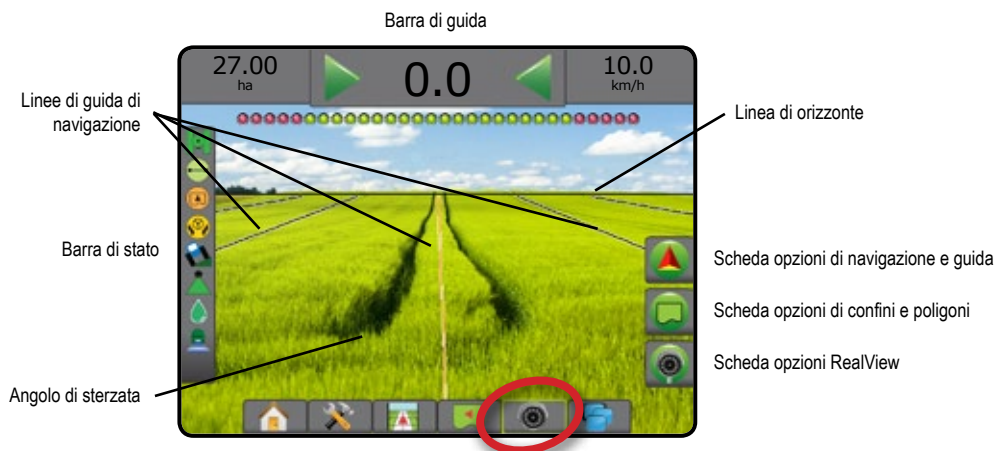 Barra di guida
27.00
ha
0.0
10.0
km/h
Linee di guida di
navigazione
Linea di orizzonte
Barra di stato
Scheda opzioni di navigazione e guida
Scheda opzioni di confini e poligoni
Scheda opzioni RealView
Angolo di sterzata